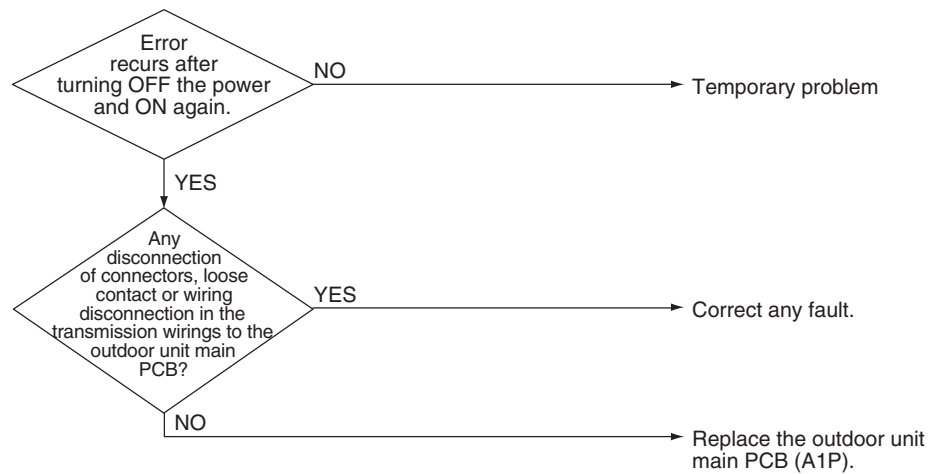 Error
recurs after
turning OFF the power
and ON again.
NO
Temporary problem
YES
Any
disconnection
of connectors, loose
contact or wiring
disconnection in the
transmission wirings to the
outdoor unit main
PCB?
YES
Correct any fault.
NO
Replace the outdoor unit
main PCB (A1P).